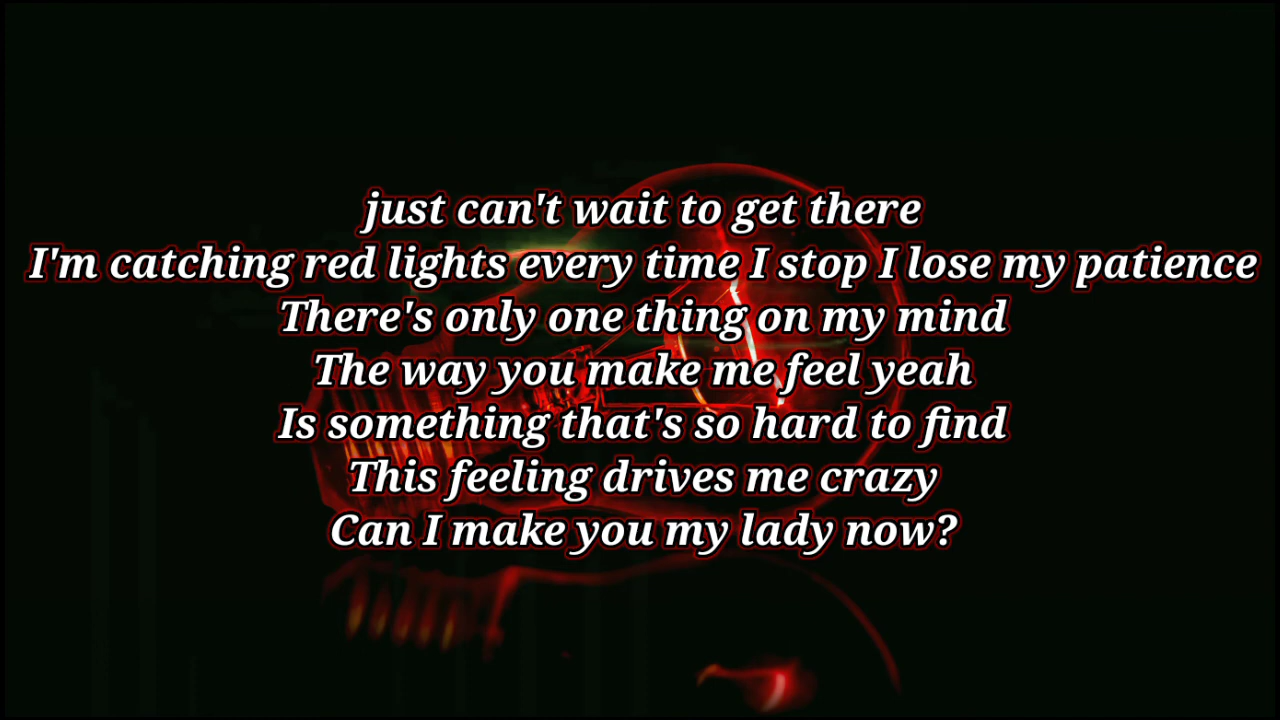 just can't wait to get there
I'm catching red lights every time I stop I lose my patience
There's only one thing on my mind
The way you make me feel yeah
Is something that's so hard to find
This feeling drives me crazy
Can I make you my lady now?